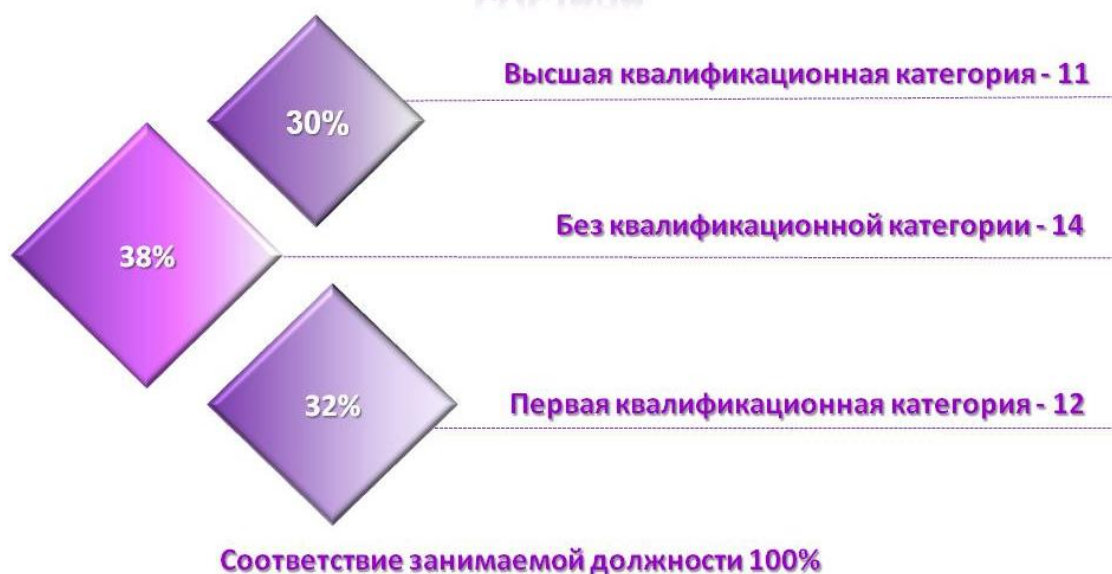 30%
Высшая квалификационная категория - 11
38%
Без квалификационной категории - 14
32%
Первая квалификационная категория - 12
Соответствие занимаемой должности 100%